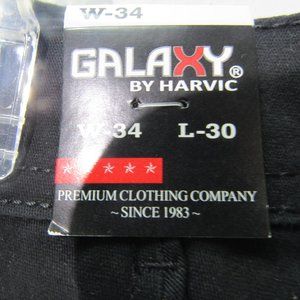 W-34
GALAXY®
BY HARVIC
W-34 L-30
PREMIUM CLOTHING COMPANY
~SINCE 1983~